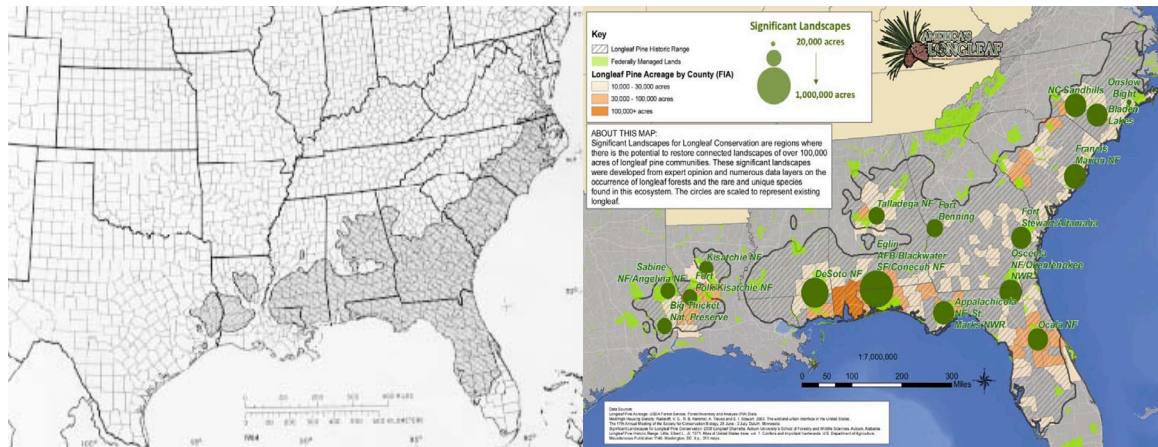 1984
Key
Longleaf Pine Historic Range
Federally Managed Lands
Longleaf Pine Acreage by County (FIA)
10,000 - 30,000 acres
30,000 - 100,000 acres
100,000+ acres
Significant Landscapes
20,000 acres
1,000,000 acres
AMERICA'S
LONGLEAF
ABOUT THIS MAP:
Significant Landscapes for Longleaf Conservation are regions where
there is the potential to restore connected landscapes of over 100,000
acres of longleaf pine communities. These significant landscapes
were developed from expert opinion and numerous data layers on the
occurrence of longleaf forests and the rare and unique species
found in this ecosystem. The circles are scaled to represent existing
longleaf.
Onslow
Bight
NC Sandhills
Bladen
Lakes
Francis
Marion NF
Talladega NF
Fort
Benning
Fort
Stewart/Altamaha
Eglin
AFB/Blackwater
SF/Conecuh NF
Osceola
NF/Okefenokee
NWR
Kisatchie NF
Sabine
NF/Angelina NF
Fort
Polk/Kisatchie NF
DeSoto NF
Big Thicket
Nat. Preserve
Appalachicola
NF/St.
Marks NWR
Ocala NF
1:7,000,000
0 50 100 200 300
Miles
Data Sources